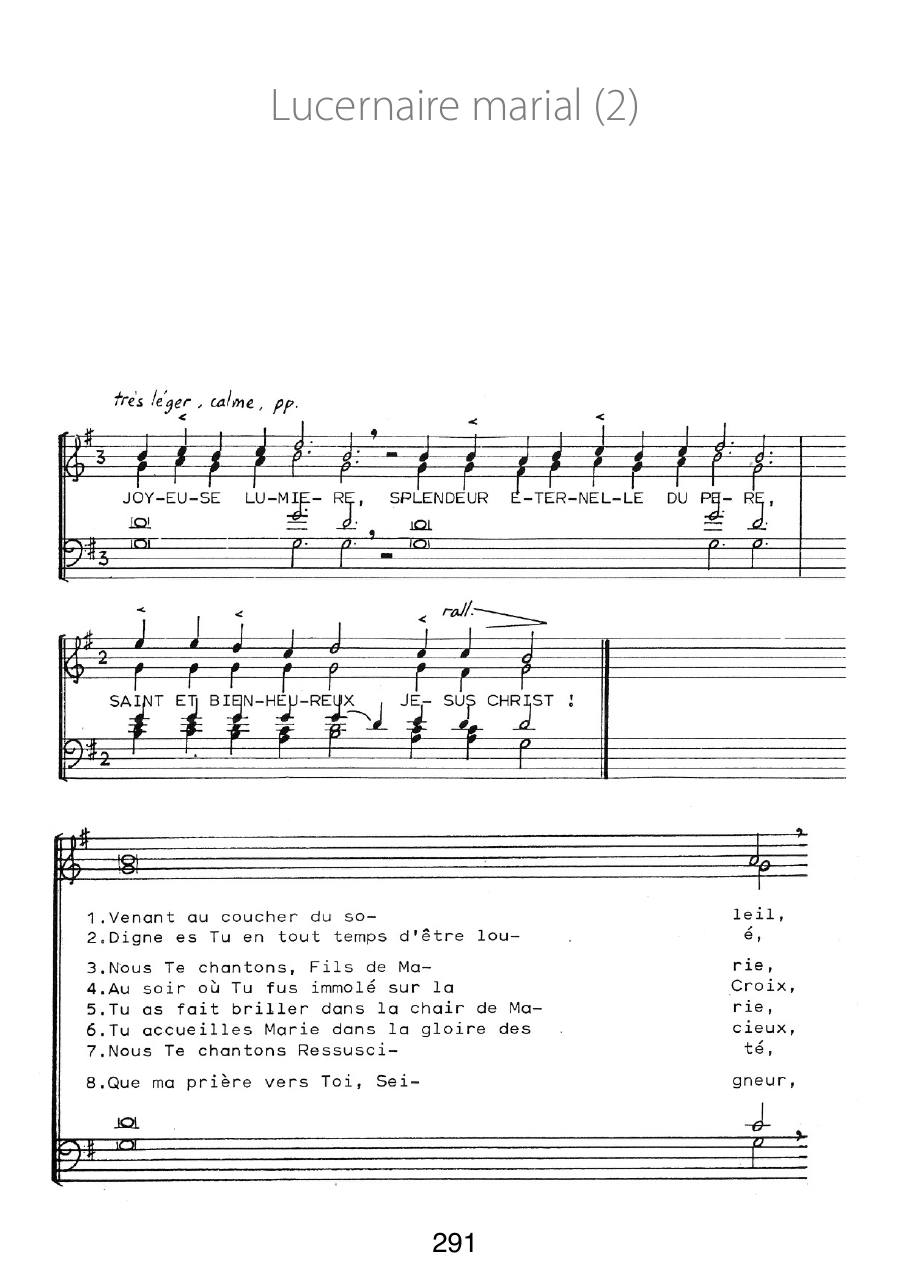 Lucernaire marial (2)
très léger, calme, pp.
3
JOY-EU-SE LU-MIE-RE, SPLENDEUR E-TER-NEL-LE DU PE-RE,
3
rall.
2
SAINT ET BIEN-HEU-REUX JE-SUS CHRIST !
2
1.Venant au coucher du so- leil,
2.Digne es Tu en tout temps d'être lou- é,
3.Nous Te chantons, Fils de Ma- rie,
4.Au soir où Tu fus immolé sur la Croix,
5.Tu as fait briller dans la chair de Ma- rie,
6.Tu accueilles Marie dans la gloire des cieux,
7.Nous Te chantons Ressusci- té,
8.Que ma prière vers Toi, Sei- gneur,
291